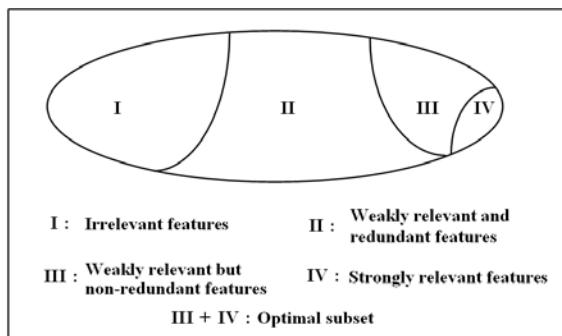 I
II
III
IV
I : Irrelevant features
II : Weakly relevant and
redundant features
III : Weakly relevant but
non-redundant features
IV : Strongly relevant features
III + IV : Optimal subset